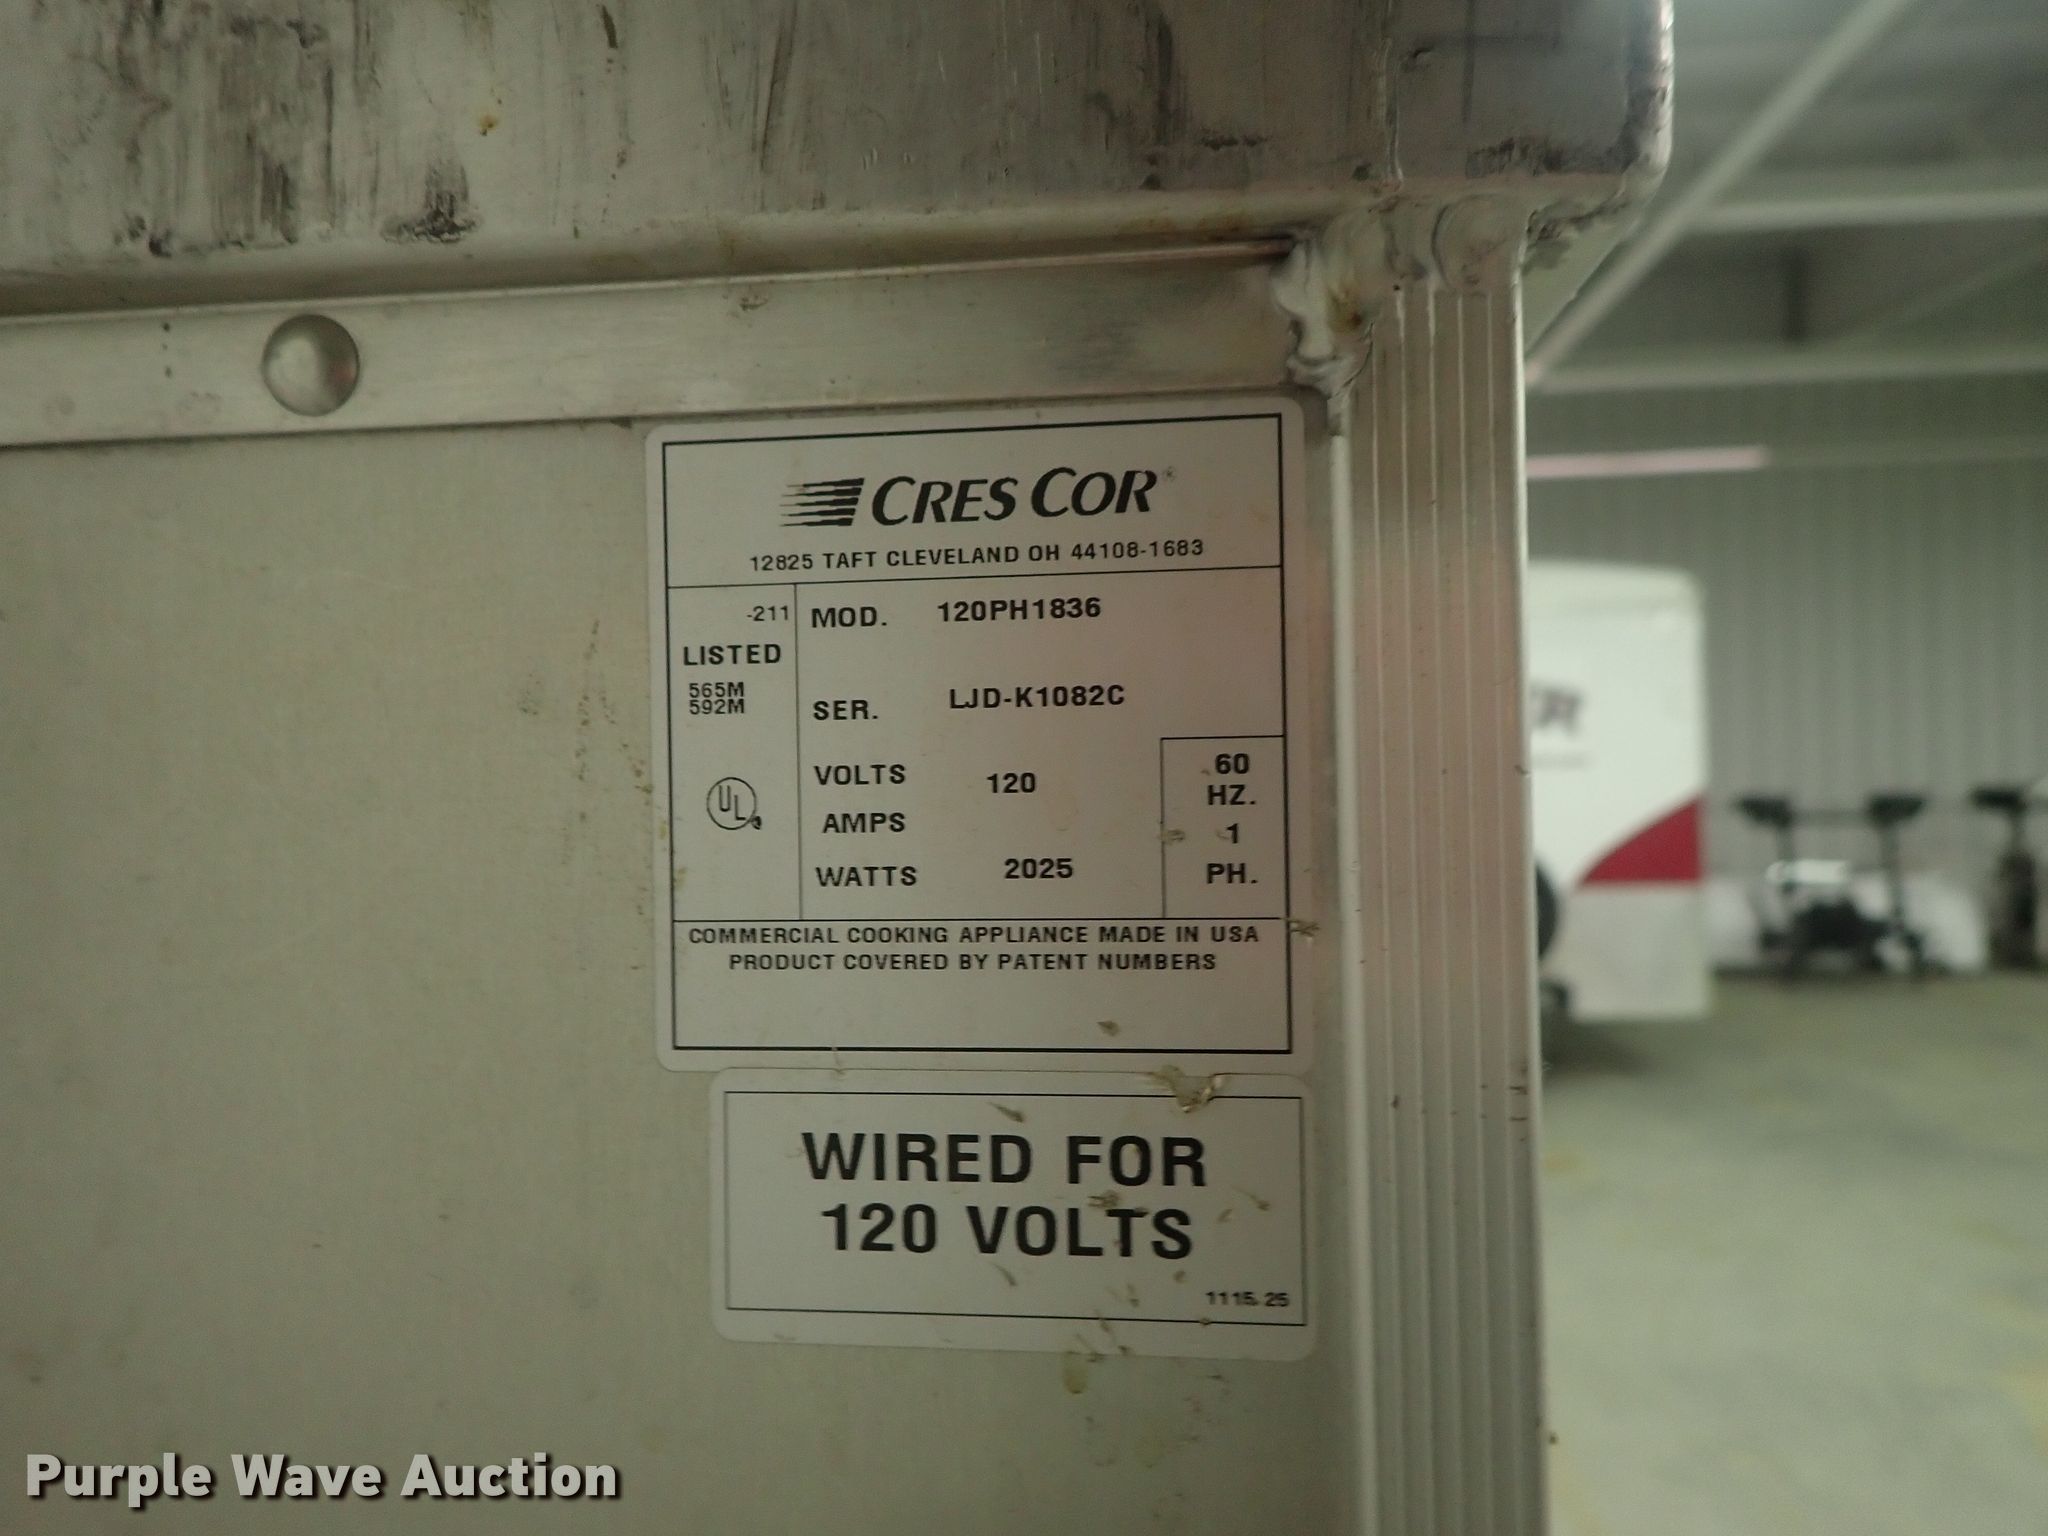 CRES COR®
12825 TAFT CLEVELAND OH 44108-1683
-211
LISTED
565M
592M
UL
MOD. 120PH1836
SER. LJD-K1082C
VOLTS 120
AMPS
WATTS 2025
60
HZ.
1
PH.
COMMERCIAL COOKING APPLIANCE MADE IN USA
PRODUCT COVERED BY PATENT NUMBERS
WIRED FOR
120 VOLTS
1115.25
Purple Wave Auction